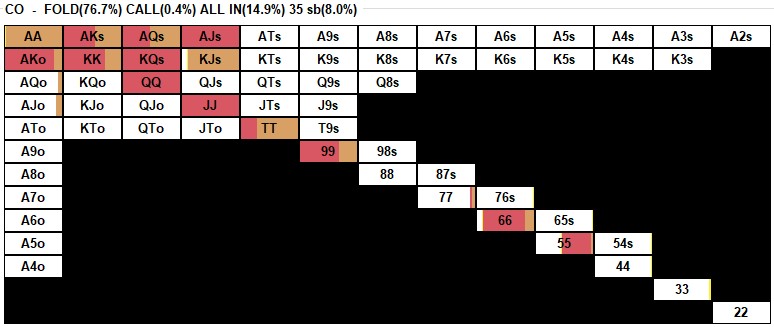 CO - FOLD(76.7%) CALL(0.4%) ALL IN(14.9%) 35 sb(8.0%)
AA AKs AQs AJs ATs A9s A8s A7s A6s A5s A4s A3s A2s
AKo KK KQs KJs KTs K9s K8s K7s K6s K5s K4s K3s
AQo KQo QQ QJs QTs Q9s Q8s
AJo KJo QJo JJ JTs J9s
ATo KTo QTo JTo TT T9s
A9o 99 98s
A8o 88 87s
A7o 77 76s
A6o 66 65s
A5o 55 54s
A4o 44
33
22